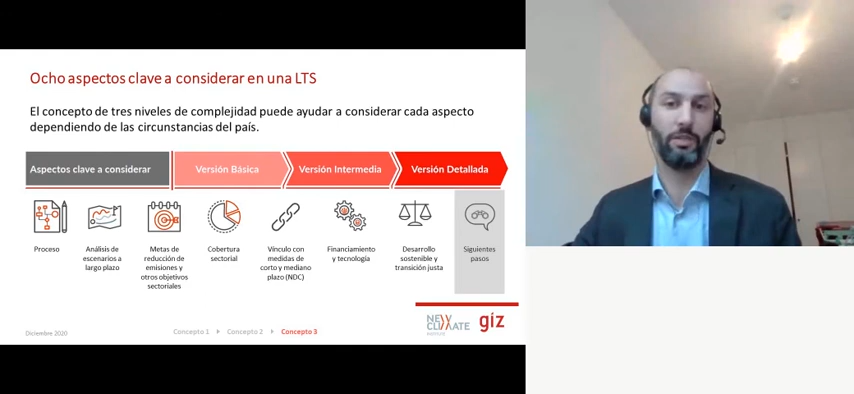 Ocho aspectos clave a considerar en una LTS
El concepto de tres niveles de complejidad puede ayudar a considerar cada aspecto
dependiendo de las circunstancias del país.
Aspectos clave a considerar
Versión Básica
Versión Intermedia
Versión Detallada
Proceso
Análisis de
escenarios a
largo plazo
Metas de
reducción de
emisiones y
otros objetivos
sectoriales
Cobertura
sectorial
Vínculo con
medidas de
corto y mediano
plazo (NDC)
Financiamiento
y tecnología
Desarrollo
sostenible y
transición justa
Siguientes
pasos
Diciembre 2020
Concepto 1
Concepto 2
Concepto 3
NEW
CLIMATE
INSTITUTE
giz